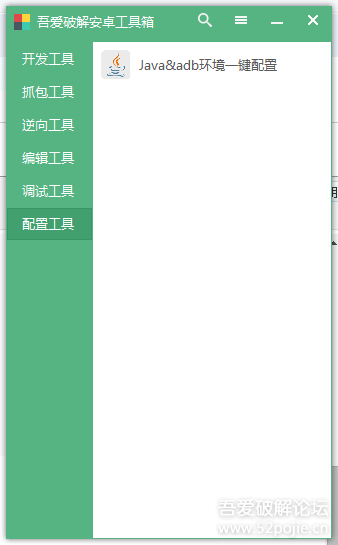 吾爱破解安卓工具箱
开发工具
抓包工具
逆向工具
编辑工具
调试工具
配置工具
Java&adb环境一键配置
吾爱破解论坛
www.52pojie.cn